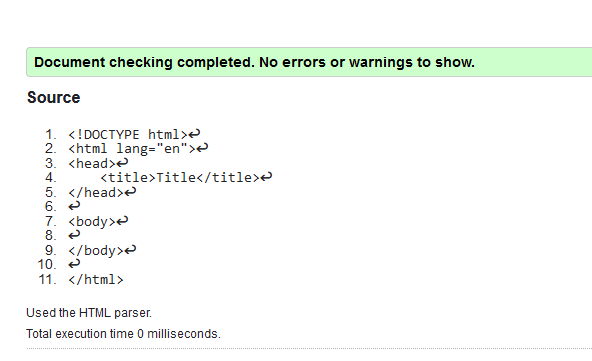 Document checking completed. No errors or warnings to show.
Source
1. <!DOCTYPE html>↩
2. <html lang="en">↩
3. <head>↩
4.     <title>Title</title>↩
5. </head>↩
6. ↩
7. <body>↩
8. ↩
9. </body>↩
10. ↩
11. </html>
Used the HTML parser.
Total execution time 0 milliseconds.